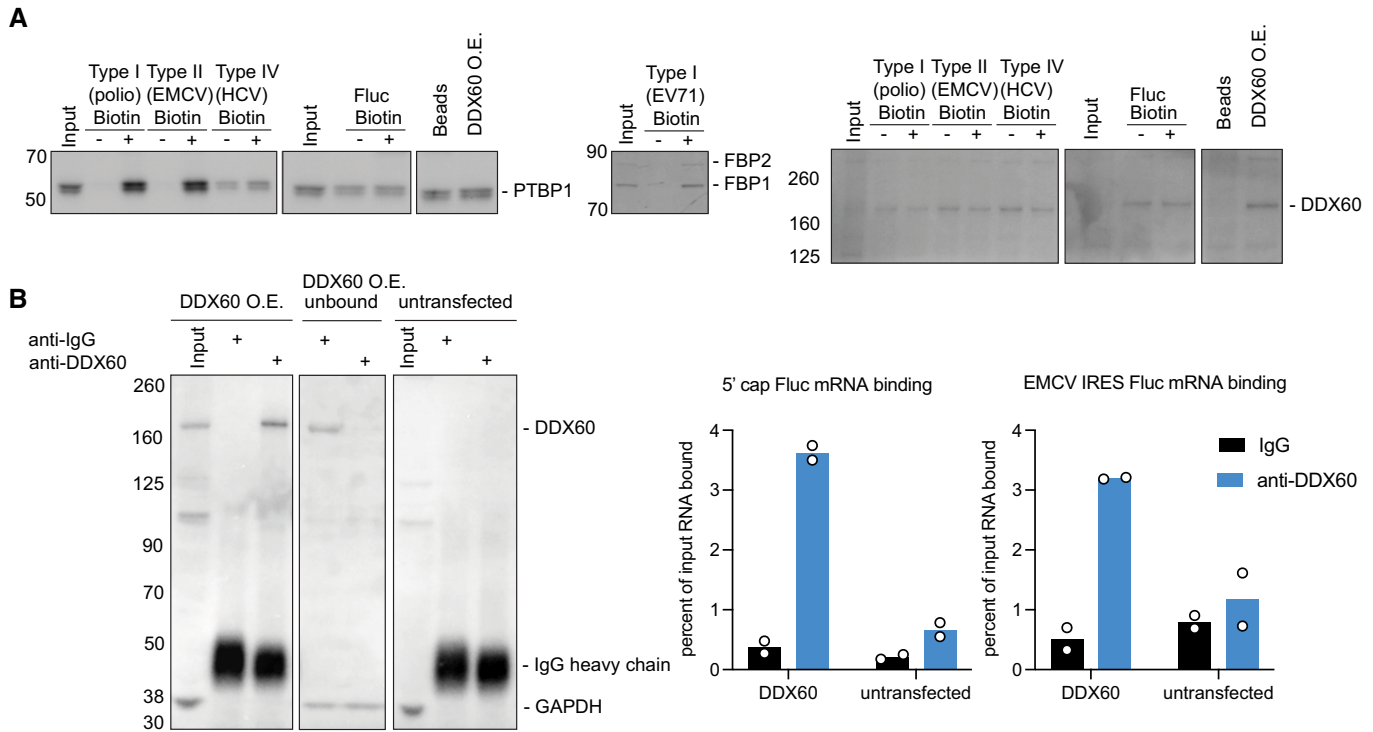 A
Type I Type II Type IV
(polio) (EMCV) (HCV)
Biotin Biotin Biotin
Input - + - + - +
Fluc
Biotin
Input - +
Beads
DDX60 O.E.
70
50
- PTBP1
Type I
(EV71)
Biotin
Input - +
90
70
- FBP2
- FBP1
Type I Type II Type IV
(polio) (EMCV) (HCV)
Biotin Biotin Biotin
Input - + - + - +
Fluc
Biotin
Input - +
Beads
DDX60 O.E.
260
160
125
- DDX60
B
DDX60 O.E.
DDX60 O.E.
unbound
untransfected
anti-IgG Input + + Input +
anti-DDX60 + + +
260
160
125
90
70
50
38
30
- DDX60
- IgG heavy chain
- GAPDH
5' cap Fluc mRNA binding
percent of input RNA bound
4
3
2
1
0
DDX60 untransfected
EMCV IRES Fluc mRNA binding
percent of input RNA bound
4
3
2
1
0
DDX60 untransfected
IgG
anti-DDX60